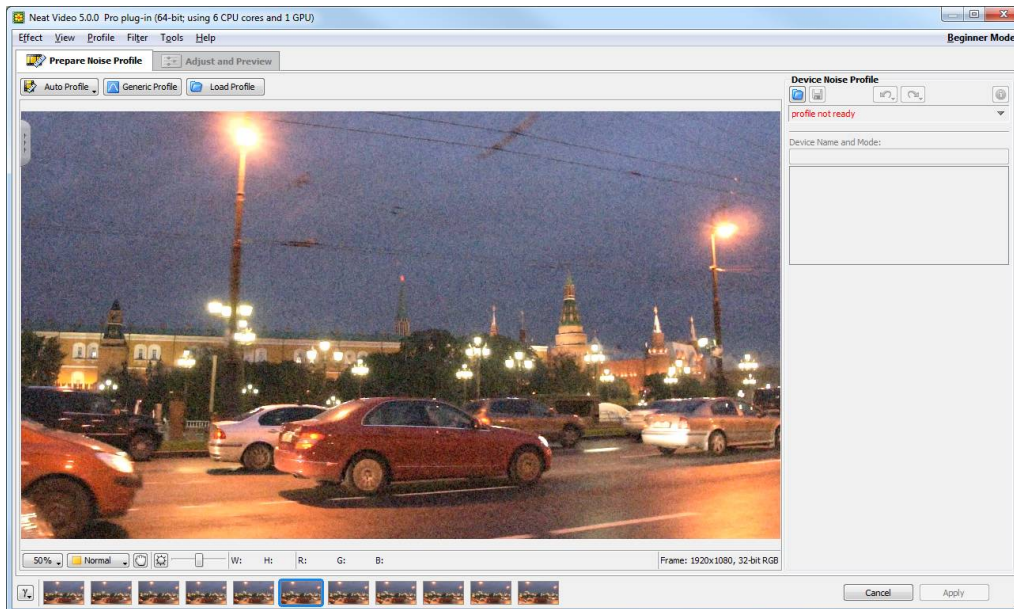 Neat Video 5.0.0 Pro plug-in (64-bit; using 6 CPU cores and 1 GPU)
Effect View Profile Filter Tools Help
Beginner Mode
Prepare Noise Profile
Adjust and Preview
Auto Profile
Generic Profile
Load Profile
Device Noise Profile
profile not ready
Device Name and Mode:
50%
Normal
W: H: R: G: B:
Frame: 1920x1080, 32-bit RGB
Cancel
Apply